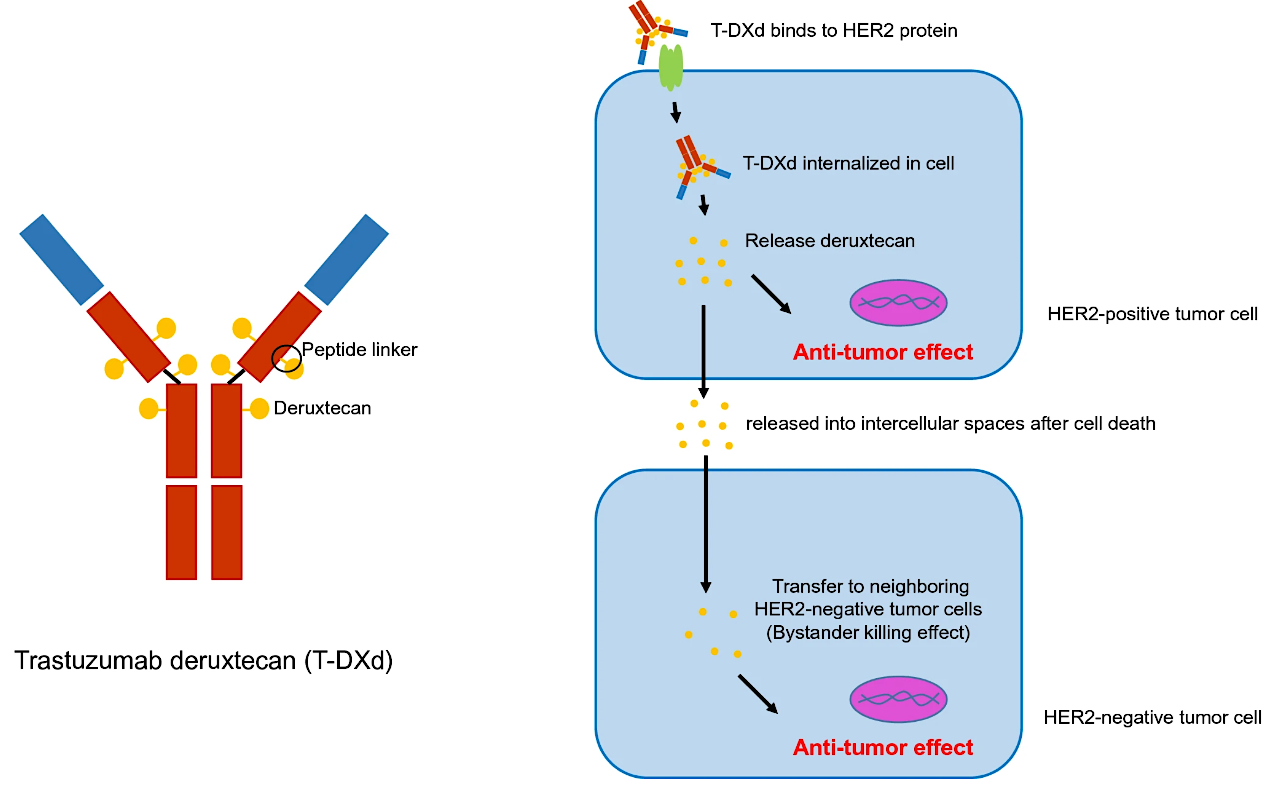 T-DXd binds to HER2 protein
T-DXd internalized in cell
Release deruxtecan
HER2-positive tumor cell
Anti-tumor effect
Peptide linker
Deruxtecan
released into intercellular spaces after cell death
Transfer to neighboring
HER2-negative tumor cells
(Bystander killing effect)
Trastuzumab deruxtecan (T-DXd)
HER2-negative tumor cell
Anti-tumor effect